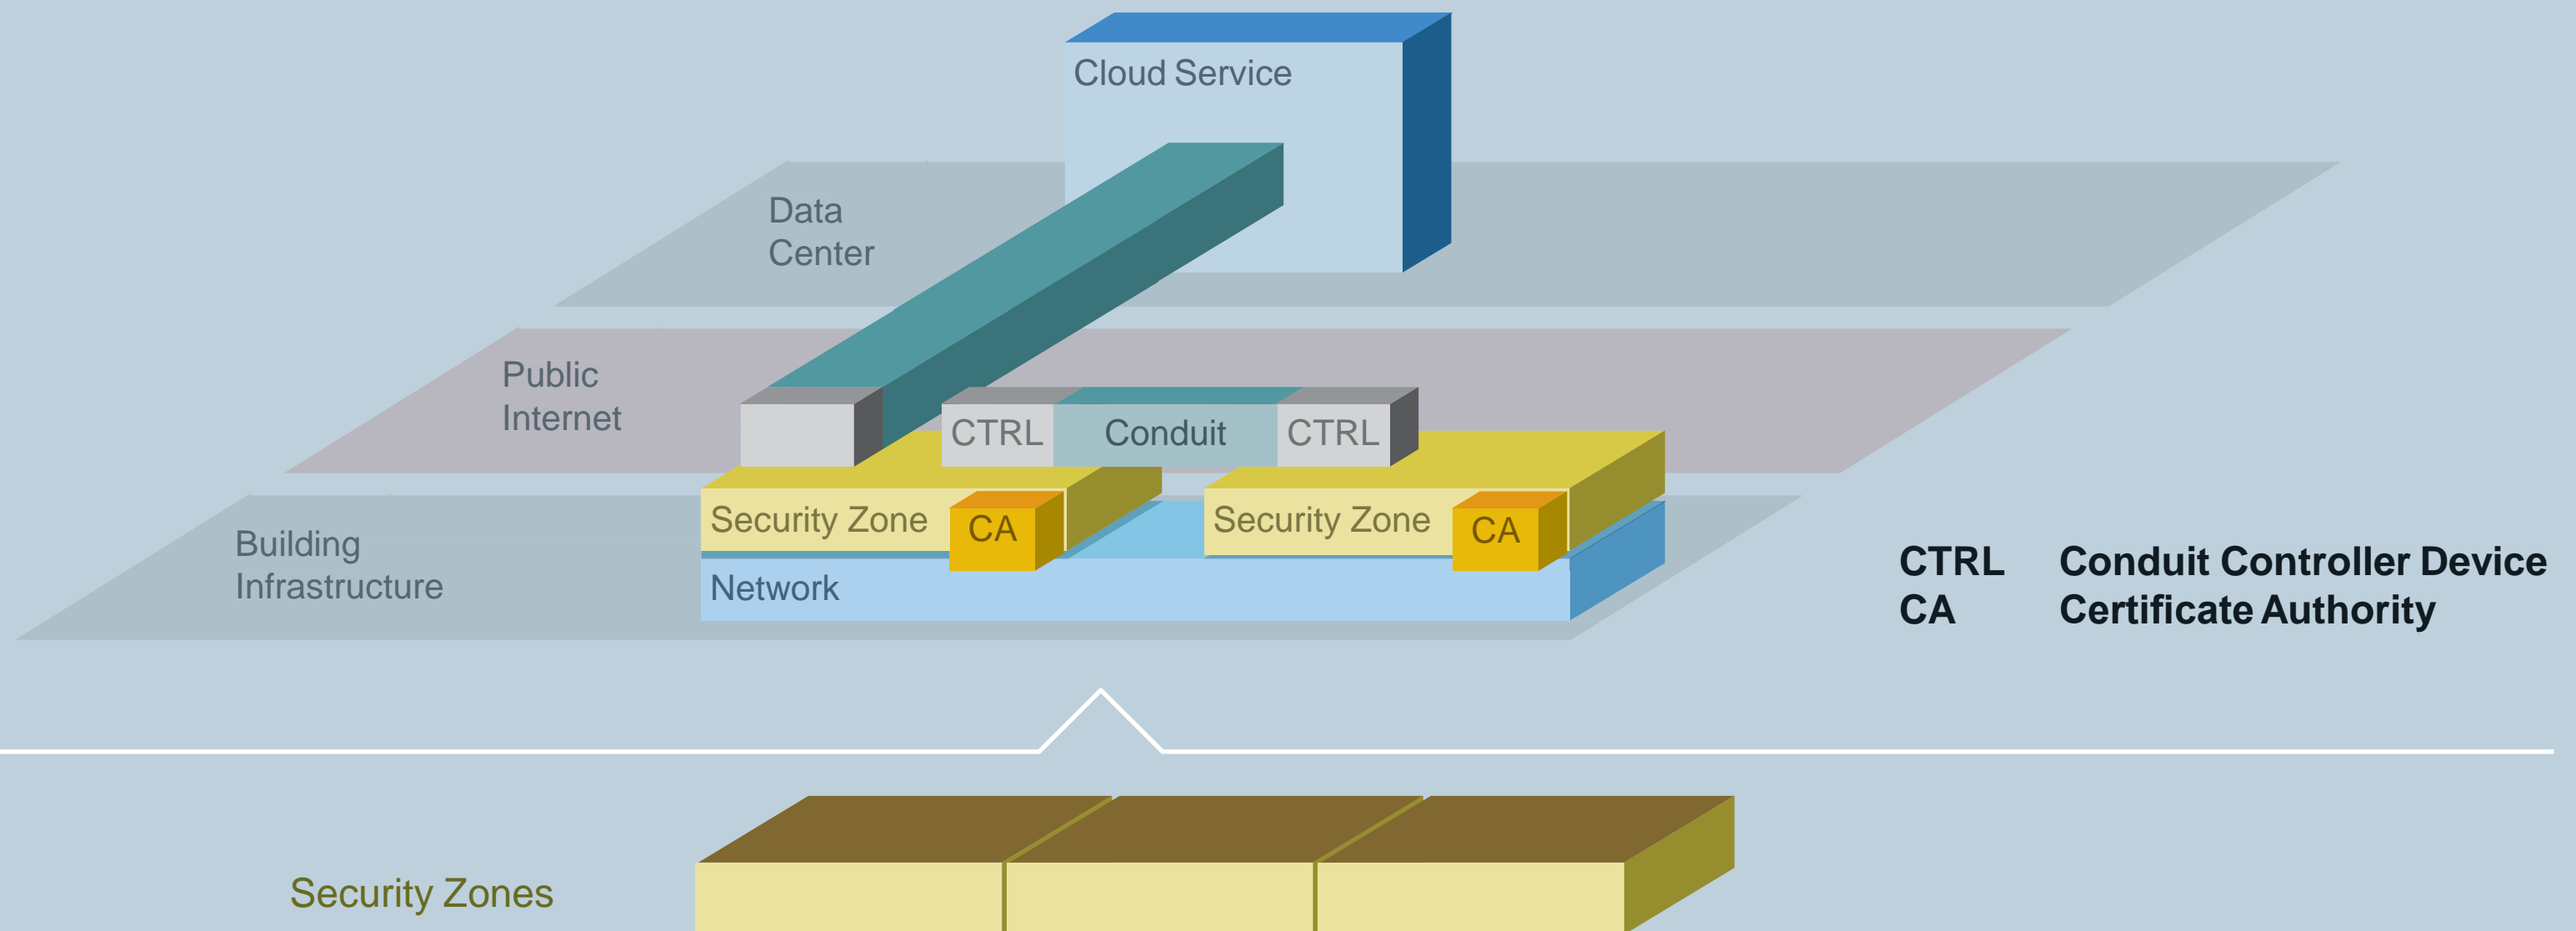 Cloud Service
Data
Center
Public
Internet
CTRL
Conduit
CTRL
Security Zone
CA
Security Zone
CA
Building
Infrastructure
Network
CTRL Conduit Controller Device
CA Certificate Authority
Security Zones